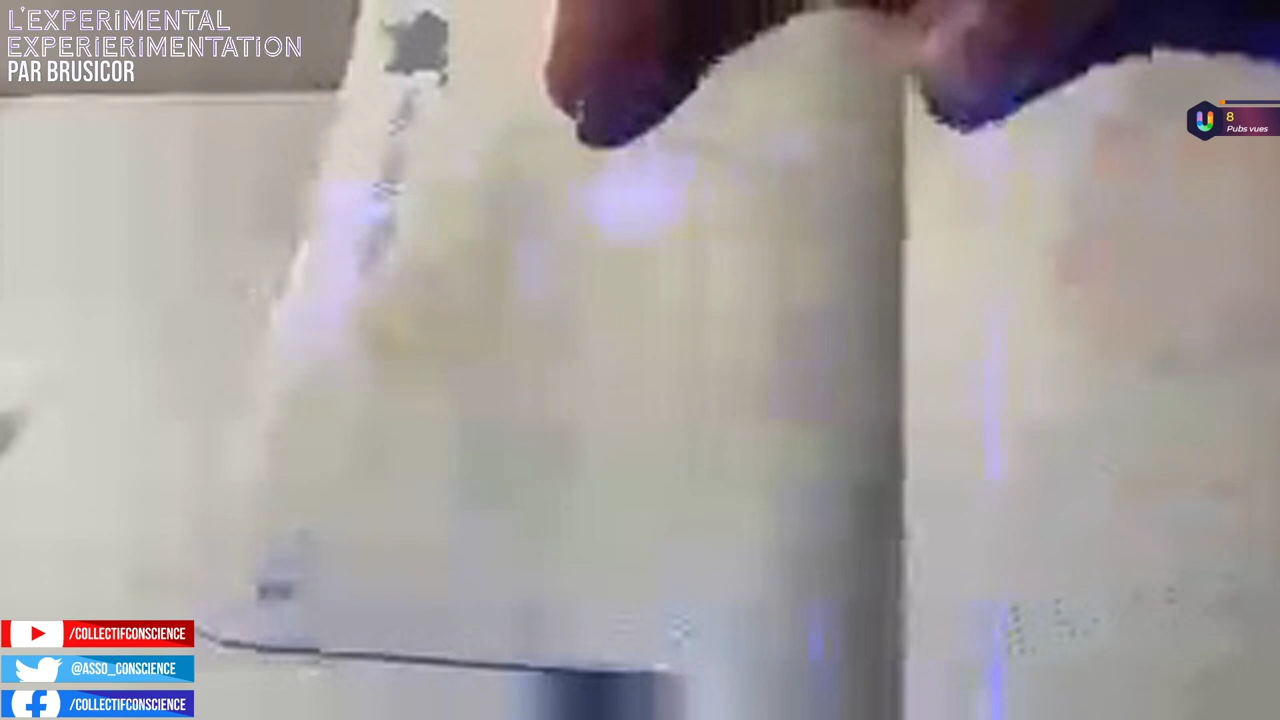 L'EXPERIMENTAL
EXPERIERIMENTATION
PAR BRUSICOR
8
Pubs vues
/COLLECTIFCONSCIENCE
@ASSO_CONSCIENCE
/COLLECTIFCONSCIENCE